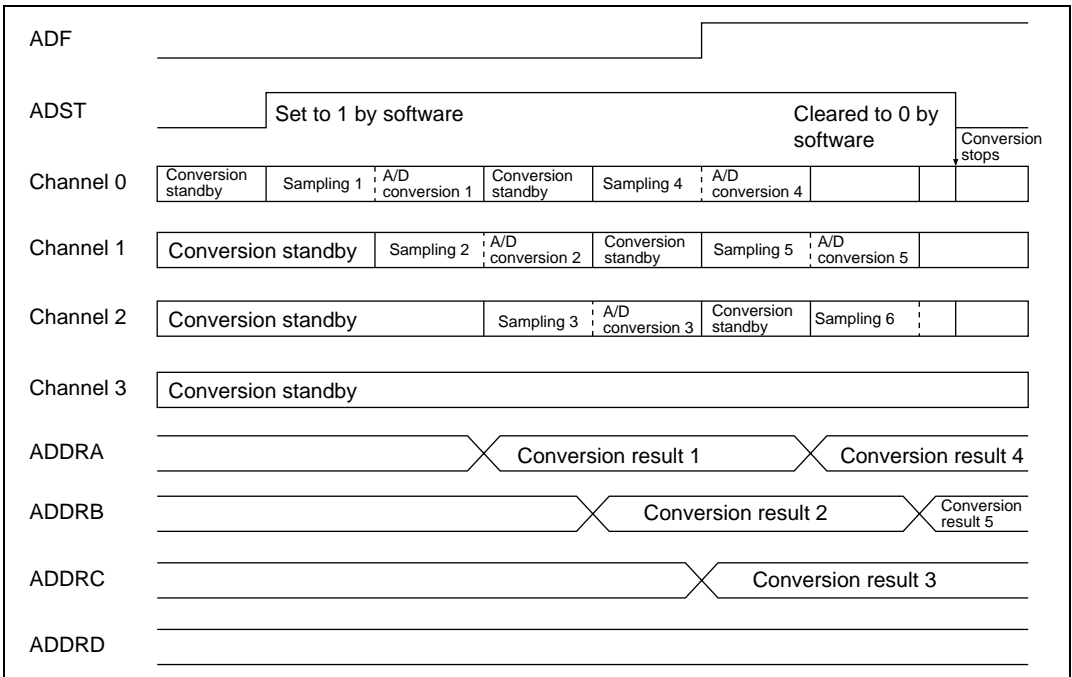 ADF
ADST
Set to 1 by software
Cleared to 0 by
software
Conversion
stops
Channel 0
Conversion
standby
Sampling 1
A/D
conversion 1
Conversion
standby
Sampling 4
A/D
conversion 4
Channel 1
Conversion standby
Sampling 2
A/D
conversion 2
Conversion
standby
Sampling 5
A/D
conversion 5
Channel 2
Conversion standby
Sampling 3
A/D
conversion 3
Conversion
standby
Sampling 6
Channel 3
Conversion standby
ADDRA
Conversion result 1
Conversion result 4
ADDRB
Conversion result 2
Conversion
result 5
ADDRC
Conversion result 3
ADDRD